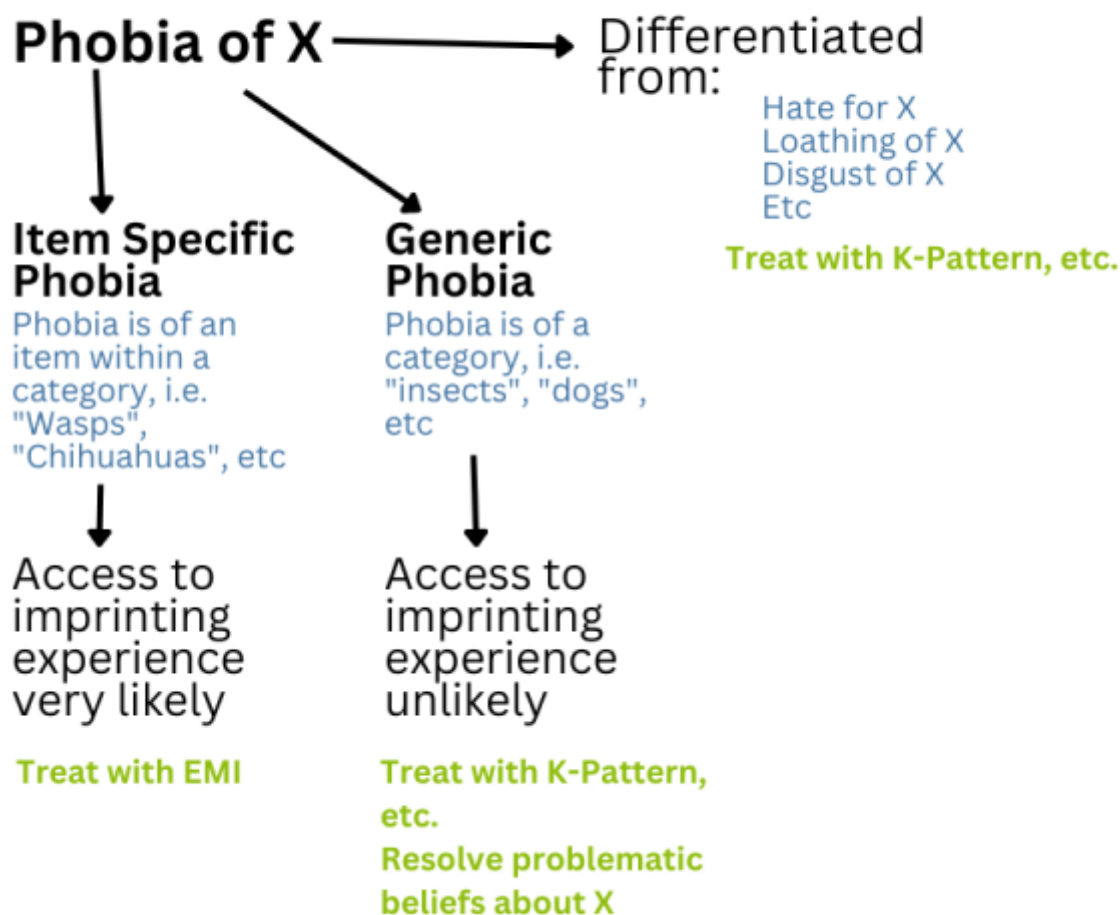 Phobia of X
Differentiated
from:
Hate for X
Loathing of X
Disgust of X
Etc
Treat with K-Pattern, etc.
Item Specific
Phobia
Phobia is of an
item within a
category, i.e.
"Wasps",
"Chihuahuas", etc
Access to
imprinting
experience
very likely
Treat with EMI
Generic
Phobia
Phobia is of a
category, i.e.
"insects", "dogs",
etc
Access to
imprinting
experience
unlikely
Treat with K-Pattern,
etc.
Resolve problematic
beliefs about X